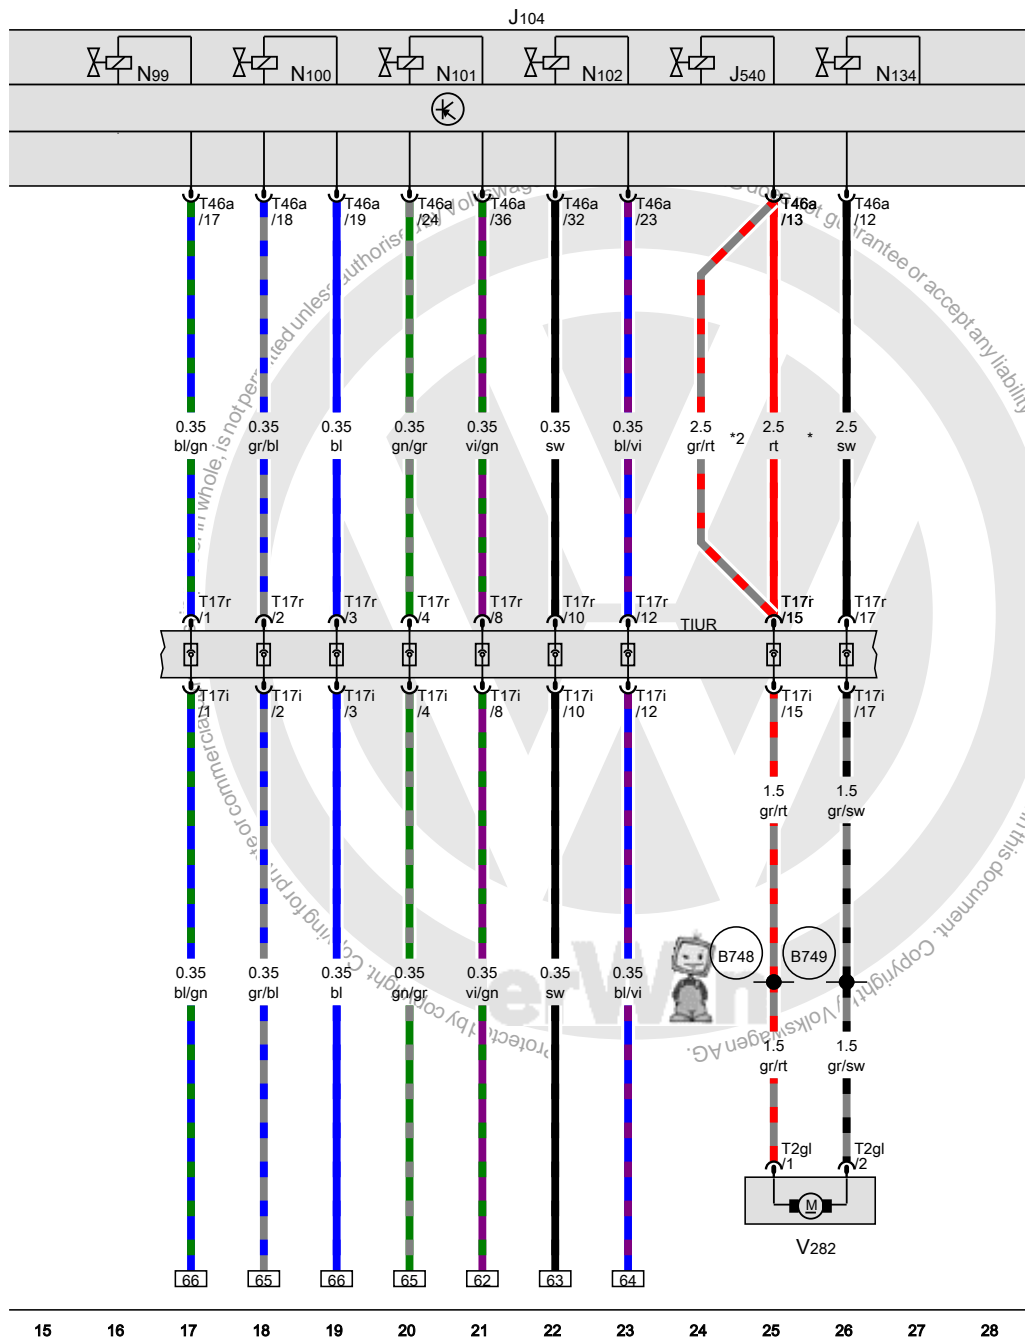 J104
N99 N100 N101 N102 J540 N134
T46a T46a T46a T46a T46a T46a T46a T46a T46a
/17 /18 /19 /24 /36 /32 /23 /13 /12
0.35 0.35 0.35 0.35 0.35 0.35 0.35 2.5 2.5 2.5
bl/gn gr/bl bl gn/gr vi/gn sw bl/vi gr/rt *2 rt * sw
T17r T17r T17r T17r T17r T17r T17r T17r T17r
/1 /2 /3 /4 /8 /10 /12 /15 /17
TIUR
T17i T17i T17i T17i T17i T17i T17i T17i T17i
/1 /2 /3 /4 /8 /10 /12 /15 /17
1.5 1.5
gr/rt gr/sw
B748 B749
0.35 0.35 0.35 0.35 0.35 0.35 0.35
bl/gn gr/bl bl gn/gr vi/gn sw bl/vi
1.5 1.5
gr/rt gr/sw
T2gl T2gl
/1 /2
M
V282
66 65 66 65 62 63 64
15 16 17 18 19 20 21 22 23 24 25 26 27 28
erWin